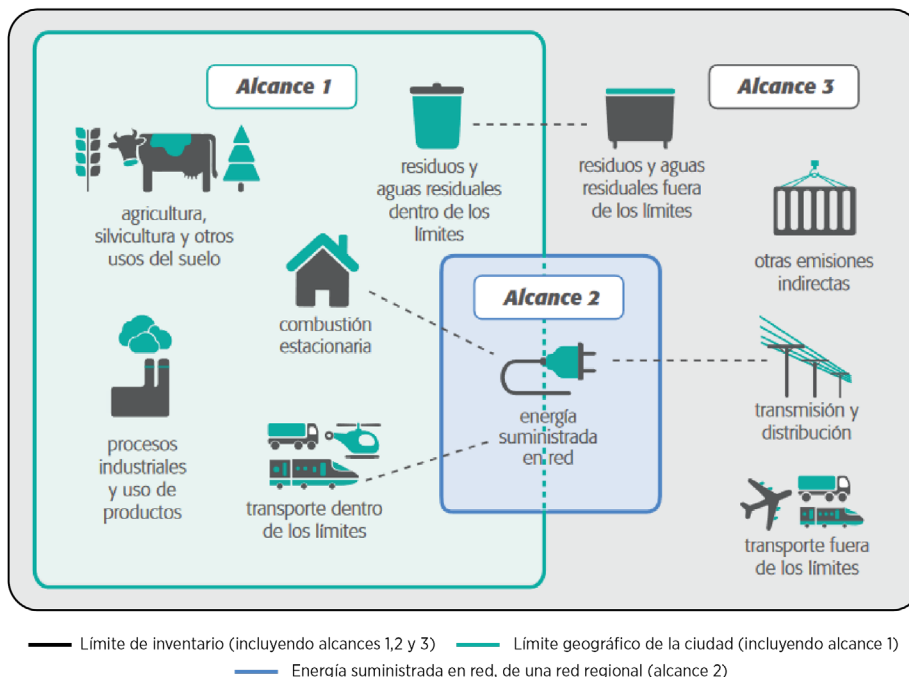 Alcance 1
Alcance 3
residuos y
aguas residuales
dentro de los
límites
residuos y aguas
residuales fuera
de los límites
agricultura,
silvicultura y otros
usos del suelo
otras emisiones
indirectas
Alcance 2
combustión
estacionaria
energía
suministrada
en red
transmisión y
distribución
procesos
industriales
y uso de
productos
transporte dentro
de los límites
transporte fuera
de los límites
Límite de inventario (incluyendo alcances 1,2 y 3)
Límite geográfico de la ciudad (incluyendo alcance 1)
Energía suministrada en red, de una red regional (alcance 2)